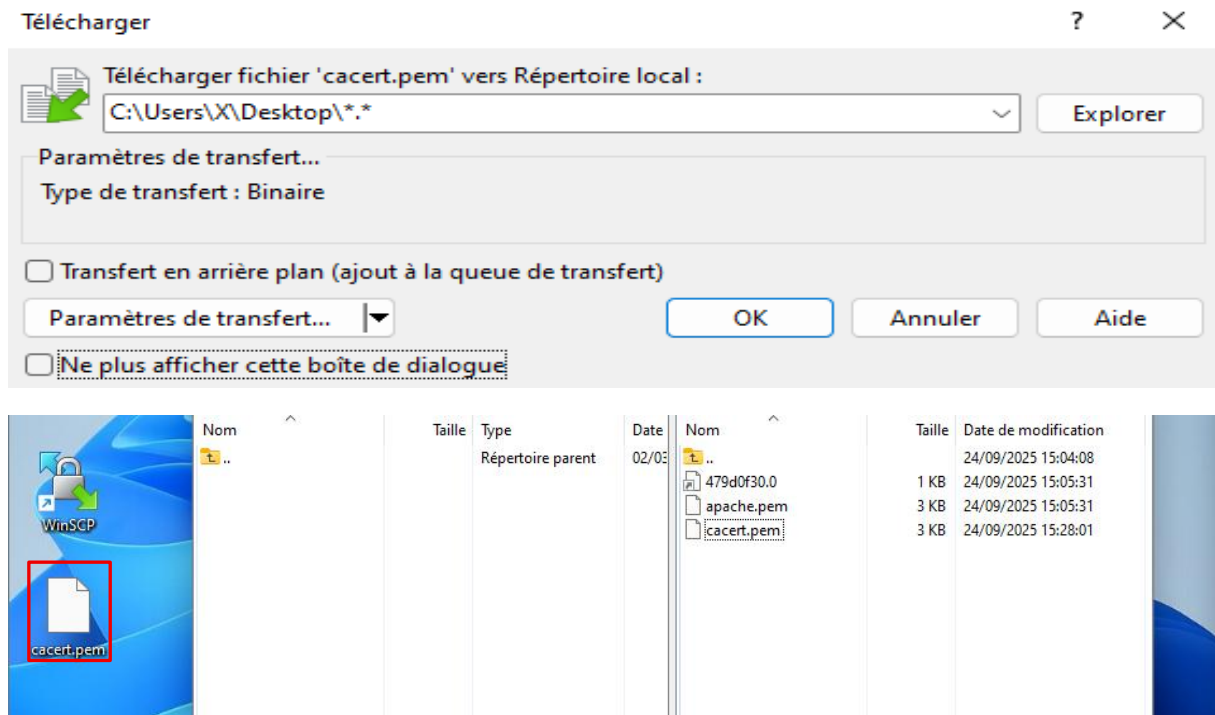 Télécharger ? ✕
Télécharger fichier 'cacert.pem' vers Répertoire local :
C:\Users\X\Desktop\*.*
Explorer
Paramètres de transfert...
Type de transfert : Binaire
Transfert en arrière plan (ajout à la queue de transfert)
Paramètres de transfert... OK Annuler Aide
Ne plus afficher cette boîte de dialogue
WinSCP
cacert.pem
Nom Taille Type Date
.. Répertoire parent 02/03
Nom Taille Date de modification
.. 24/09/2025 15:04:08
479d0f30.0 1 KB 24/09/2025 15:05:31
apache.pem 3 KB 24/09/2025 15:05:31
cacert.pem 3 KB 24/09/2025 15:28:01